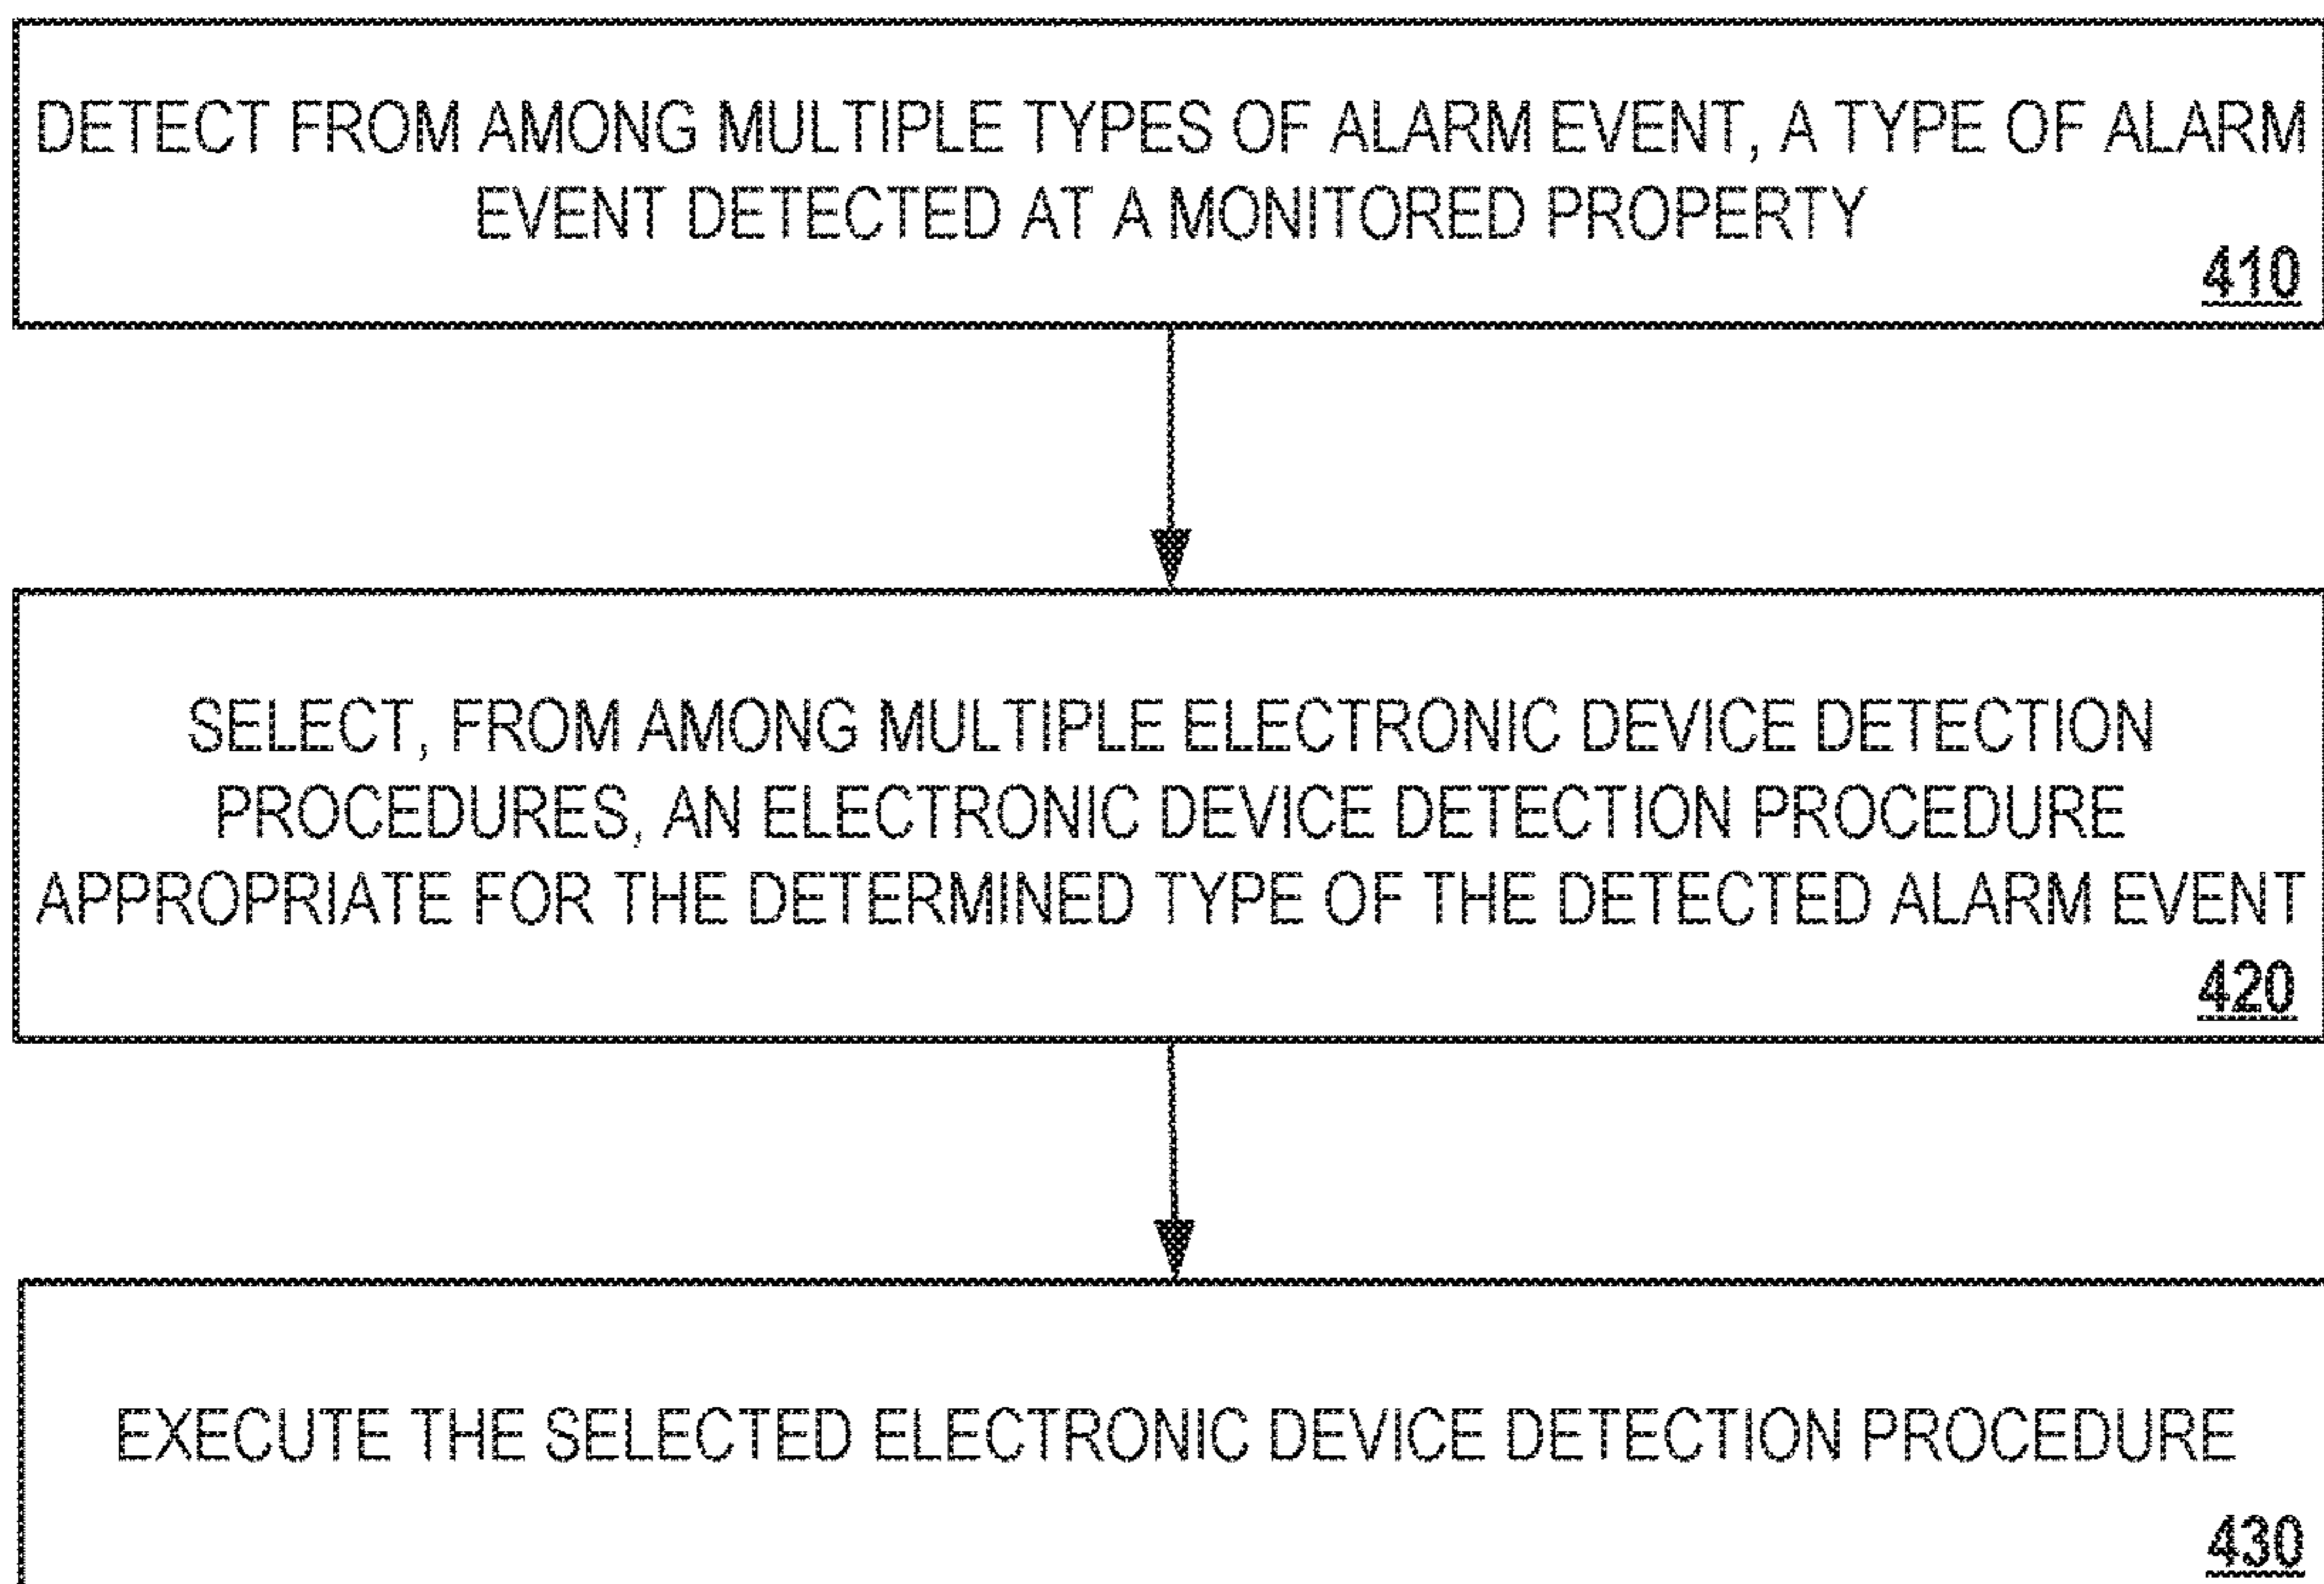 DETECT FROM AMONG MULTIPLE TYPES OF ALARM EVENT, A TYPE OF ALARM
EVENT DETECTED AT A MONITORED PROPERTY
410
SELECT, FROM AMONG MULTIPLE ELECTRONIC DEVICE DETECTION
PROCEDURES, AN ELECTRONIC DEVICE DETECTION PROCEDURE
APPROPRIATE FOR THE DETERMINED TYPE OF THE DETECTED ALARM EVENT
420
EXECUTE THE SELECTED ELECTRONIC DEVICE DETECTION PROCEDURE
430